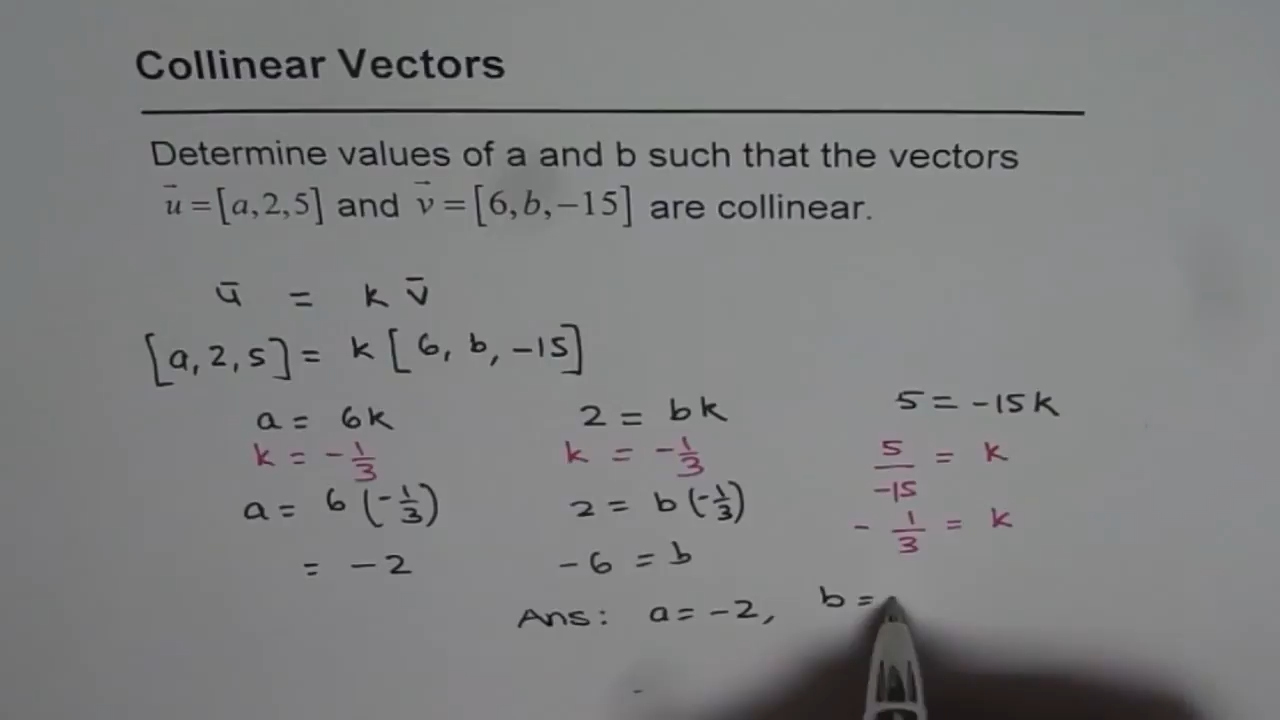 Collinear Vectors
Determine values of a and b such that the vectors
u⃗ = [a, 2, 5] and v⃗ = [6, b, −15] are collinear.
ū = k v̄
[a, 2, 5] = k [6, b, −15]
a = 6k 2 = bk 5 = −15k
k = −1/3 k = −1/3 5/−15 = k
a = 6(−1/3) 2 = b(−1/3) −1/3 = k
= −2 −6 = b
Ans: a = −2, b =